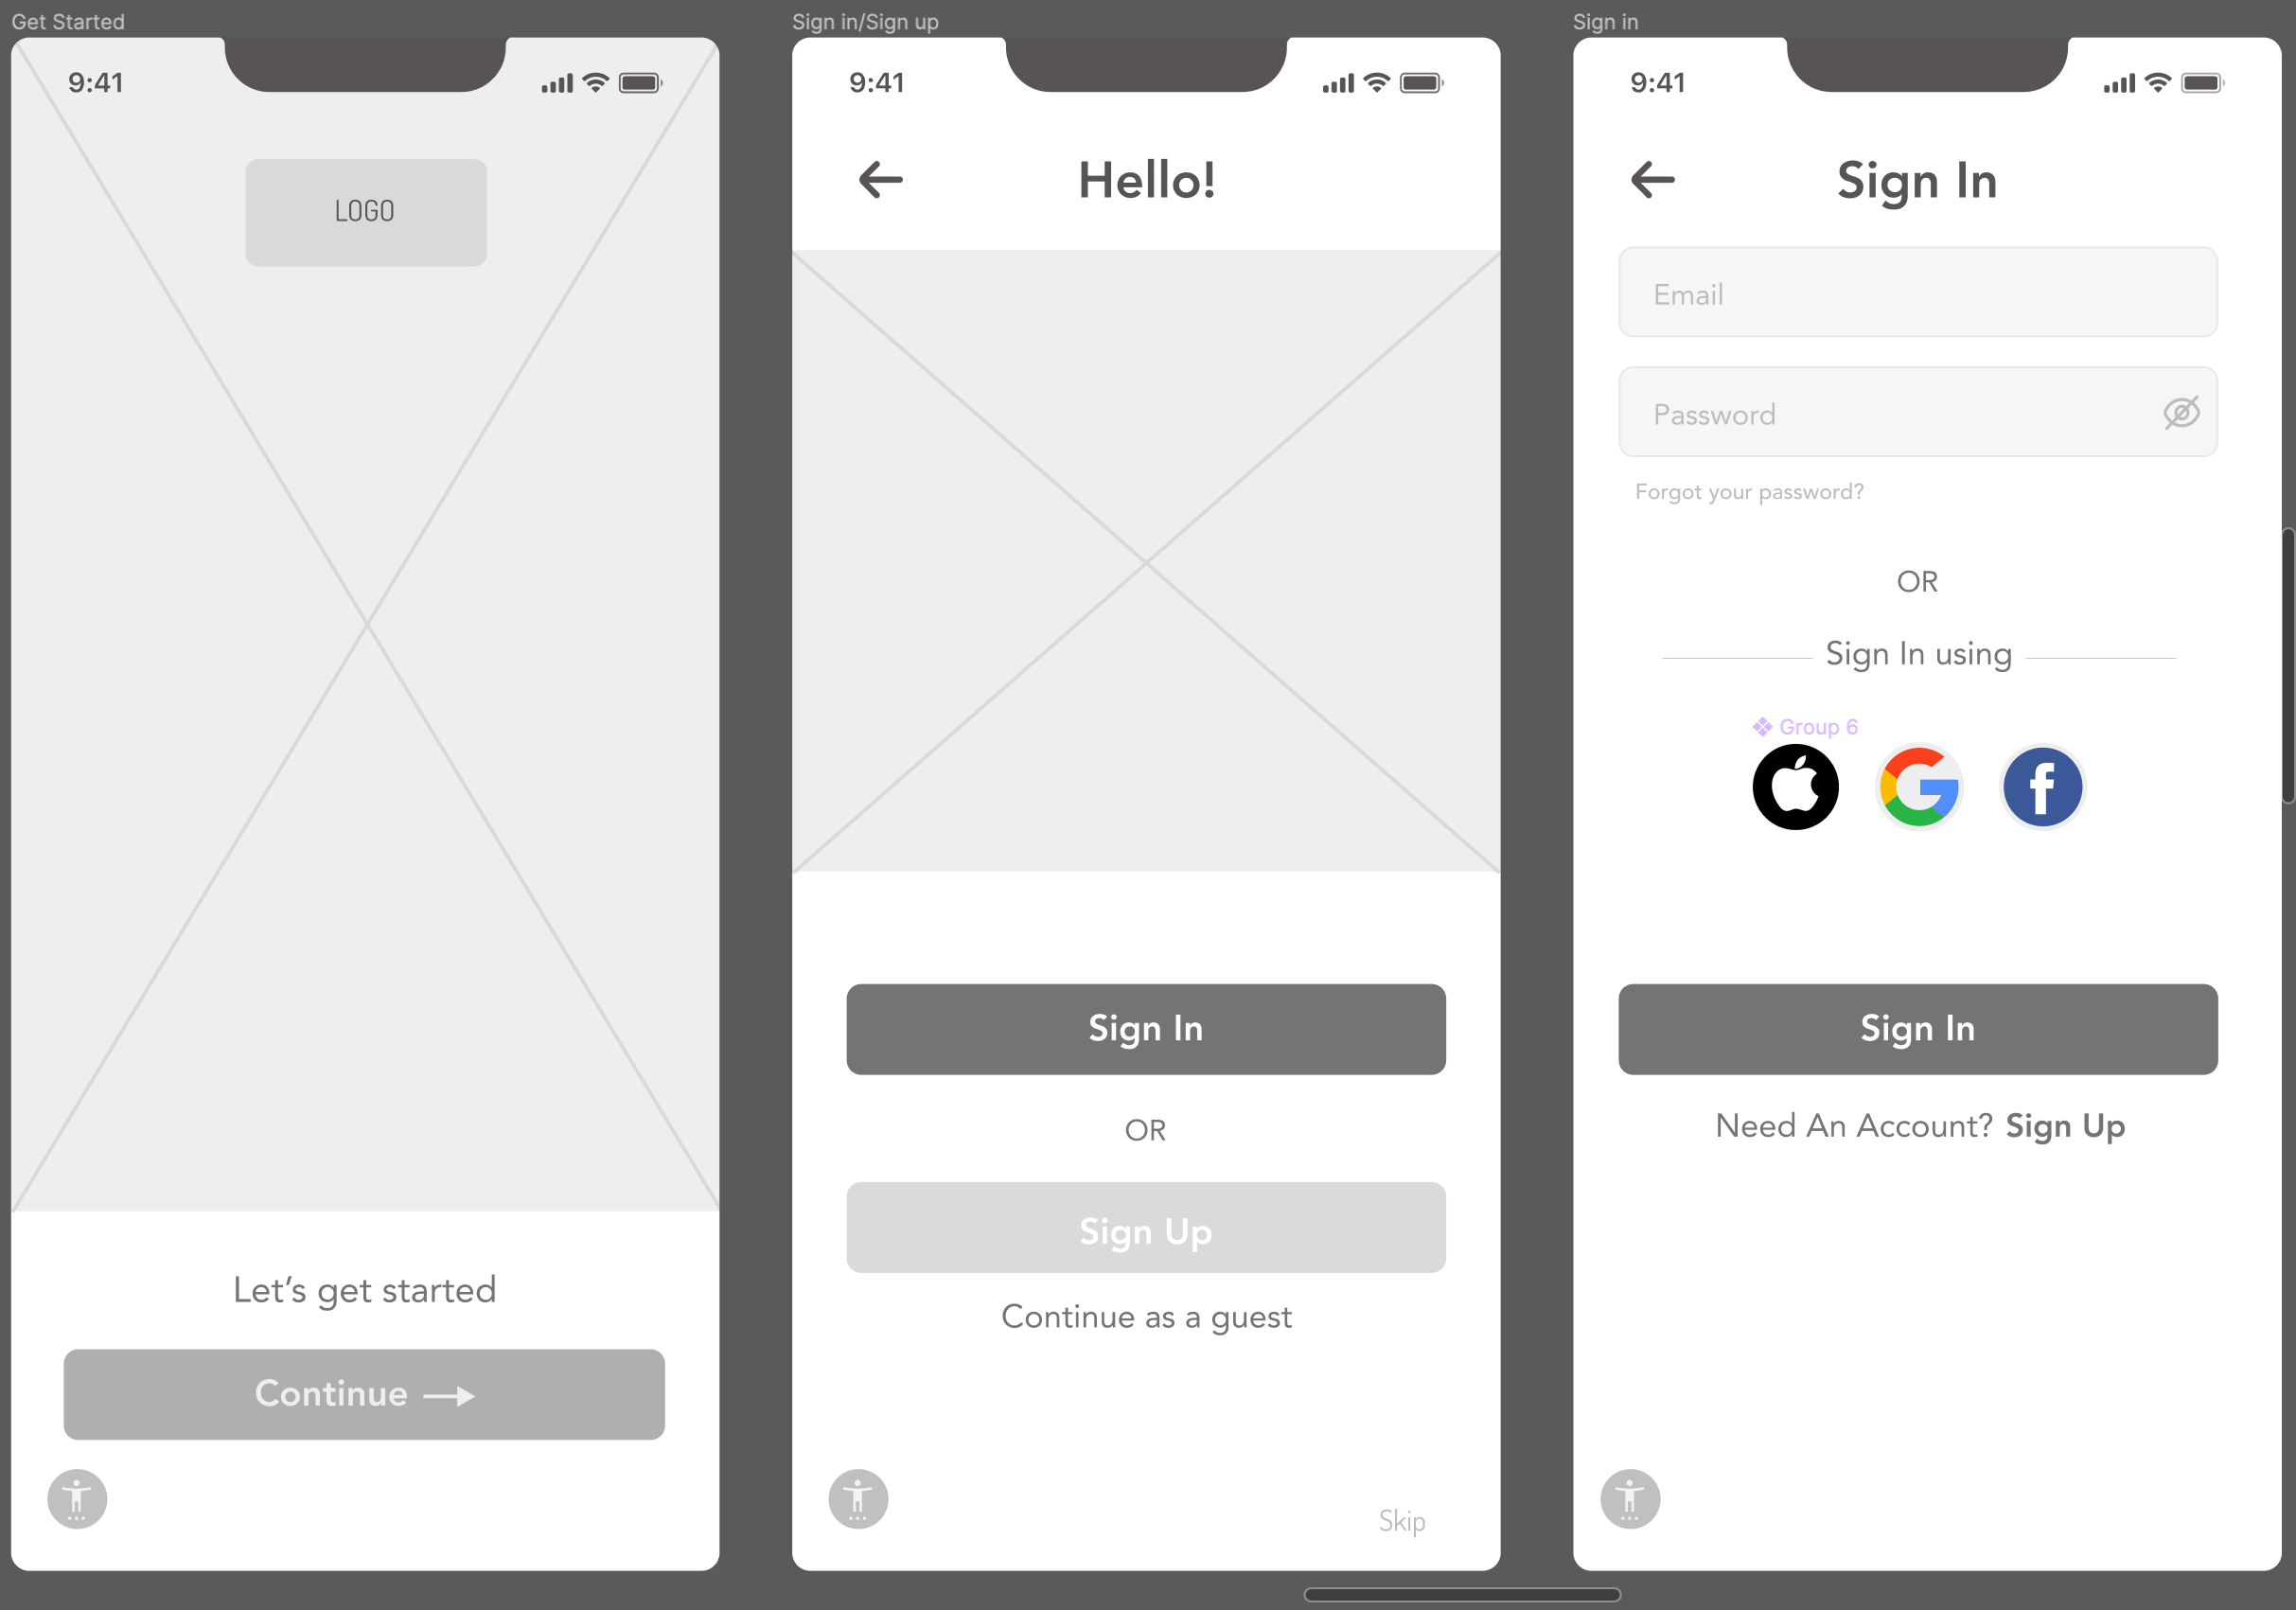 Get Started
9:41
LOGO
Let's get started
Continue
Sign in/Sign up
9:41
Hello!
Sign In
OR
Sign Up
Continue as a guest
Skip
Sign in
9:41
Sign In
Email
Password
Forgot your password?
OR
Sign In using
Group 6
Sign In
Need An Account? Sign Up